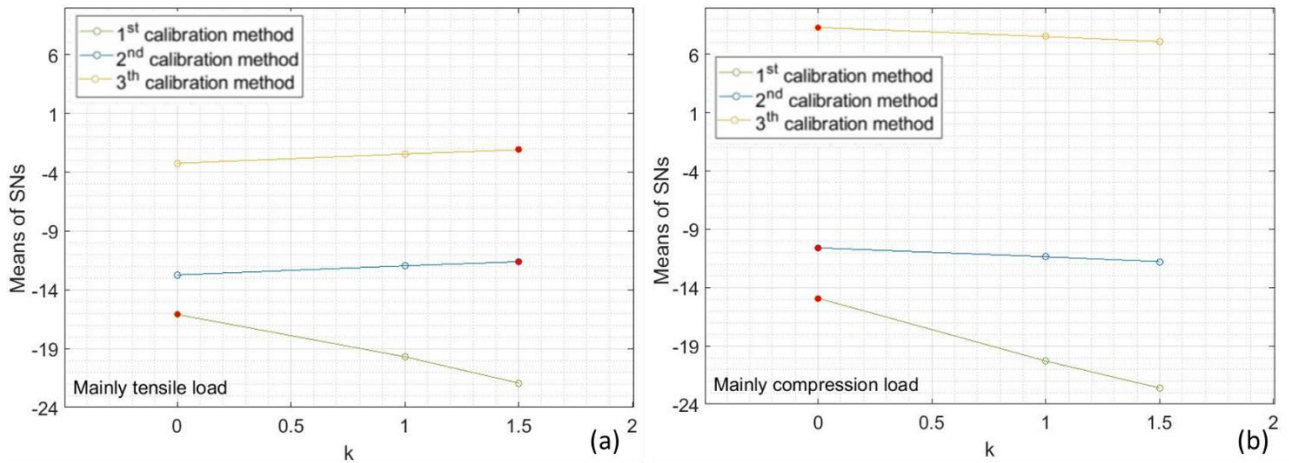 1st calibration method
2nd calibration method
3th calibration method
Means of SNs
6
1
-4
-9
-14
-19
-24
Mainly tensile load
0
0.5
1
1.5
2
k
(a)
1st calibration method
2nd calibration method
3th calibration method
Means of SNs
6
1
-4
-9
-14
-19
-24
Mainly compression load
0
0.5
1
1.5
2
k
(b)